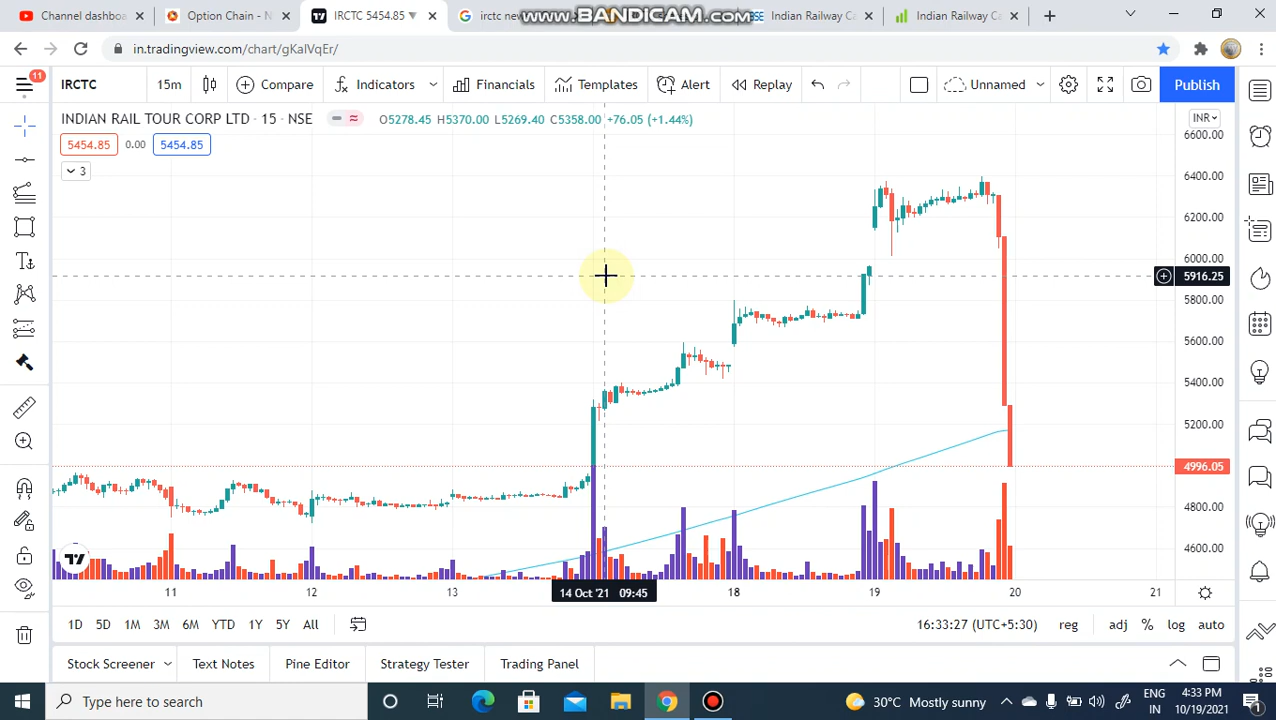 Channel dashboard
Option Chain - N
IRCTC 5454.85 ▼
irctc ne
www.BANDICAM.com
Indian Railway Ca
Indian Railway Ca
in.tradingview.com/chart/gKalVqEr/
11
IRCTC
15m
Compare
Indicators
Financials
Templates
Alert
Replay
Unnamed
Publish
INDIAN RAIL TOUR CORP LTD · 15 · NSE
O5278.45 H5370.00 L5269.40 C5358.00 +76.05 (+1.44%)
INR
5454.85
0.00
5454.85
3
6600.00
6400.00
6200.00
6000.00
5916.25
5800.00
5600.00
5400.00
5200.00
4996.05
4800.00
4600.00
11
12
13
14 Oct '21 09:45
18
19
20
21
1D
5D
1M
3M
6M
YTD
1Y
5Y
All
16:33:27 (UTC+5:30)
reg
adj
%
log
auto
Stock Screener
Text Notes
Pine Editor
Strategy Tester
Trading Panel
Type here to search
30°C Mostly sunny
ENG
IN
4:33 PM
10/19/2021
1